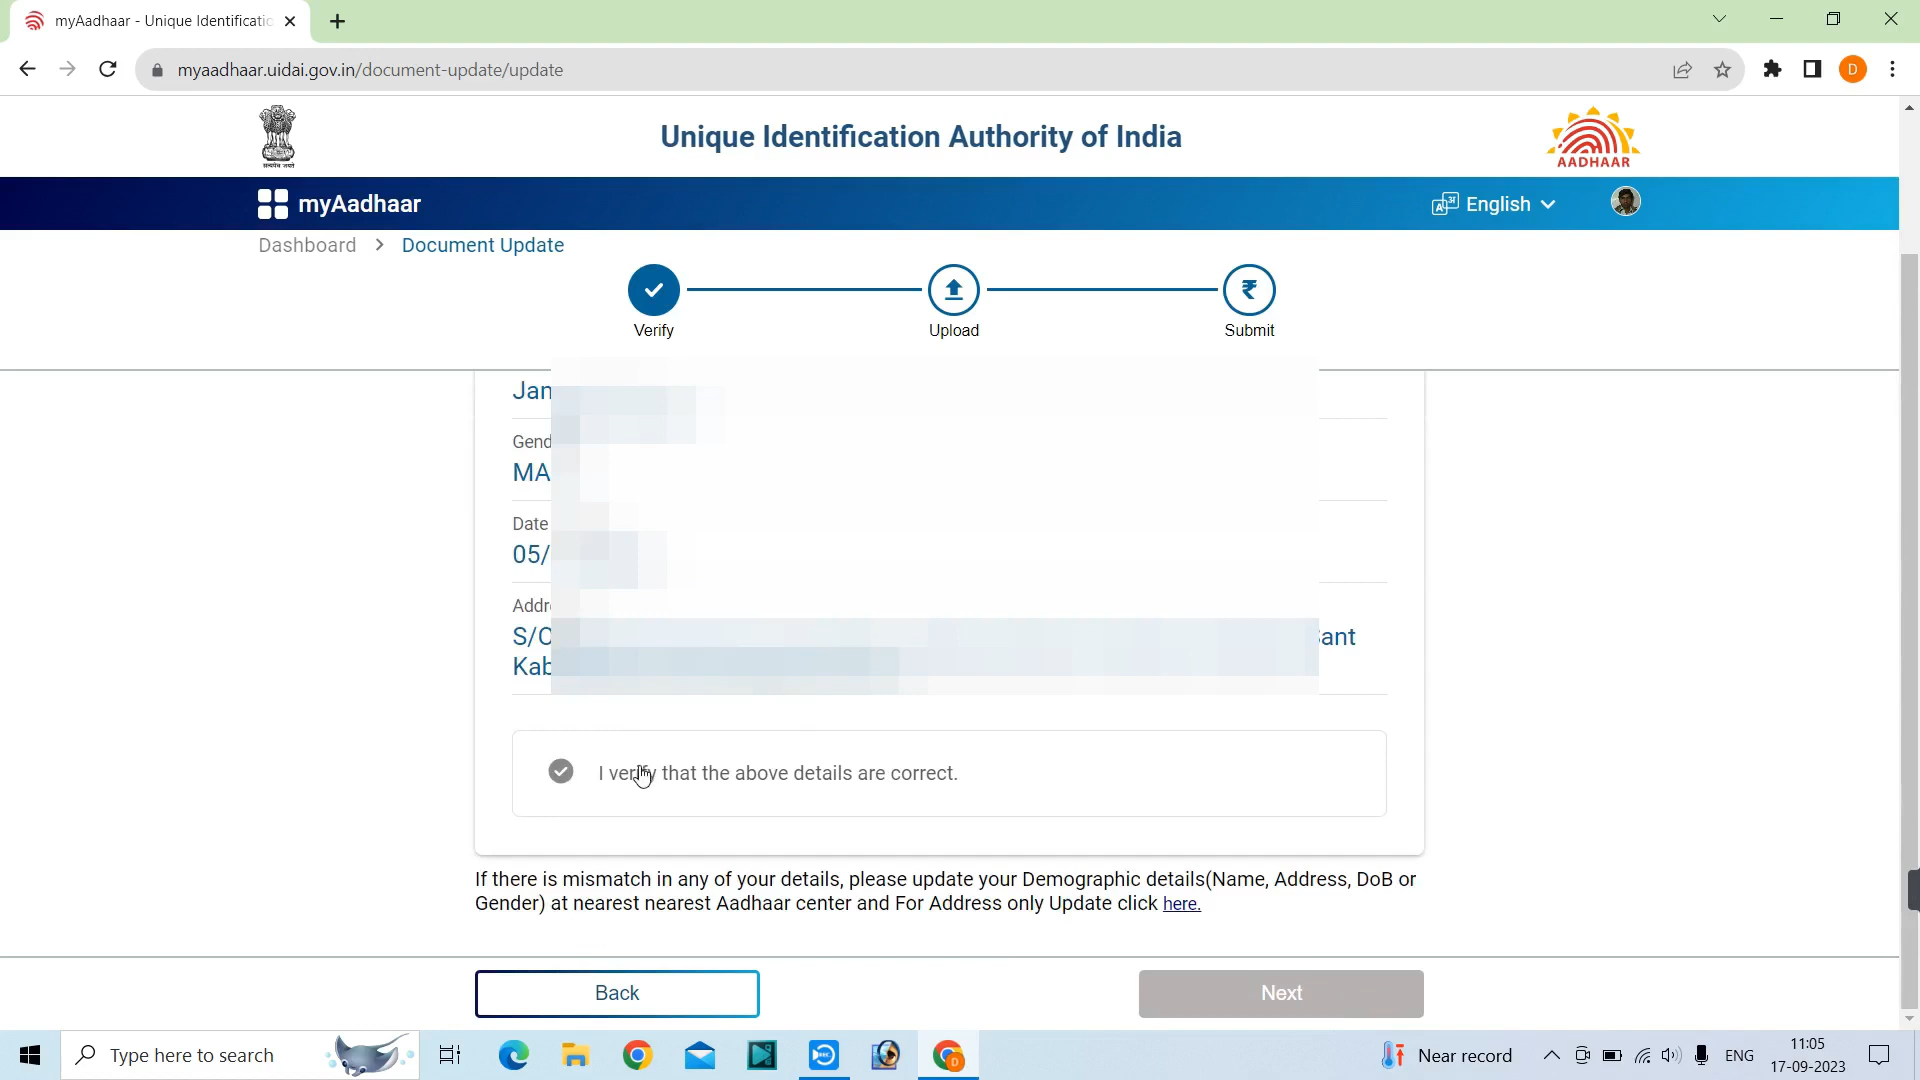 myAadhaar - Unique Identificatio
myaadhaar.uidai.gov.in/document-update/update
D
सत्यमेव जयते
Unique Identification Authority of India
AADHAAR
myAadhaar
English
Dashboard > Document Update
Verify
Upload
₹
Submit
Jan
Gend
MA
Date
05/
Addr
S/O
ant
Kab
I verify that the above details are correct.
If there is mismatch in any of your details, please update your Demographic details(Name, Address, DoB or
Gender) at nearest nearest Aadhaar center and For Address only Update click here.
Back
Next
Type here to search
Near record
ENG
11:05
17-09-2023